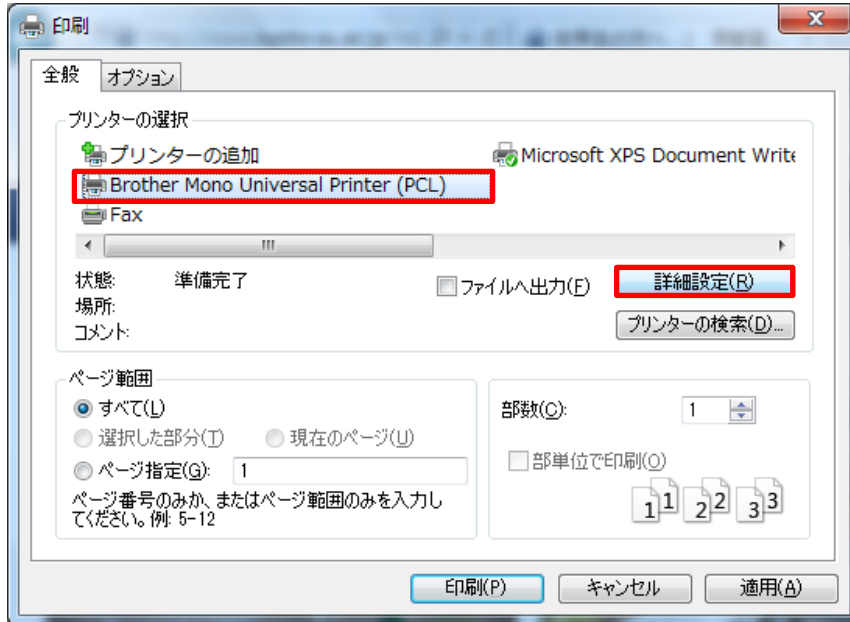 印刷
全般 オプション
プリンターの選択
プリンターの追加 Microsoft XPS Document Write
Brother Mono Universal Printer (PCL)
Fax
状態: 準備完了 ファイルへ出力(F) 詳細設定(R)
場所:
コメント: プリンターの検索(D)...
ページ範囲
すべて(L) 部数(C): 1
選択した部分(T) 現在のページ(U)
ページ指定(G): 1 部単位で印刷(O)
ページ番号のみか、またはページ範囲のみを入力し
てください。例: 5-12
1 1 2 2 3 3
印刷(P) キャンセル 適用(A)